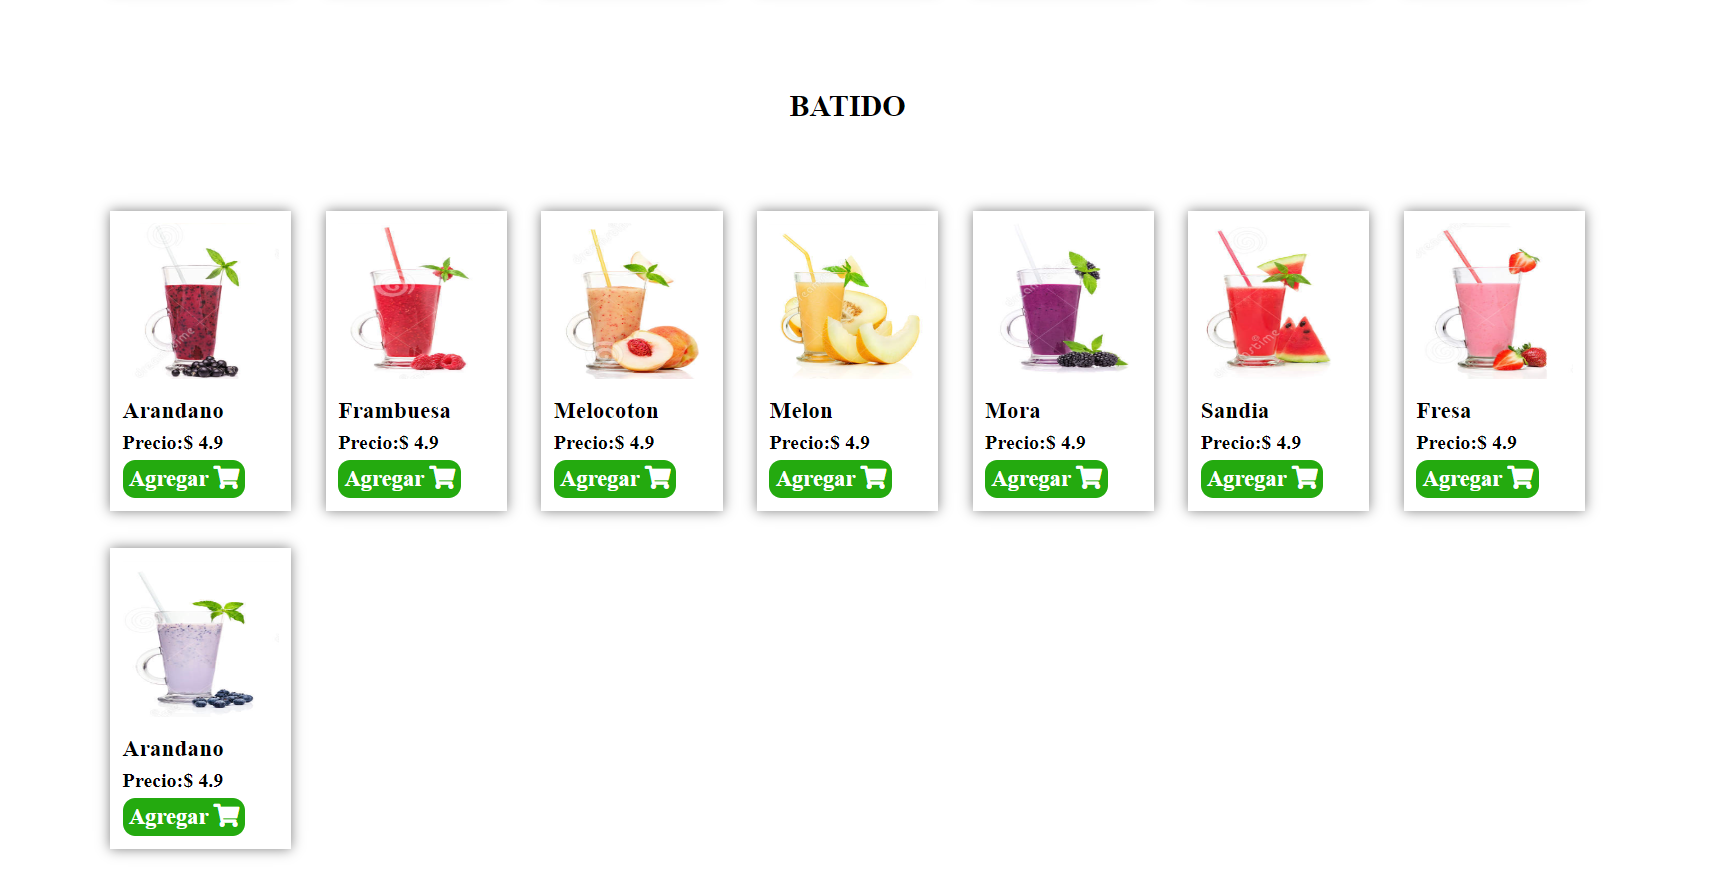 BATIDO
Arandano
Precio:$ 4.9
Agregar
Frambuesa
Precio:$ 4.9
Agregar
Melocoton
Precio:$ 4.9
Agregar
Melon
Precio:$ 4.9
Agregar
Mora
Precio:$ 4.9
Agregar
Sandia
Precio:$ 4.9
Agregar
Fresa
Precio:$ 4.9
Agregar
Arandano
Precio:$ 4.9
Agregar